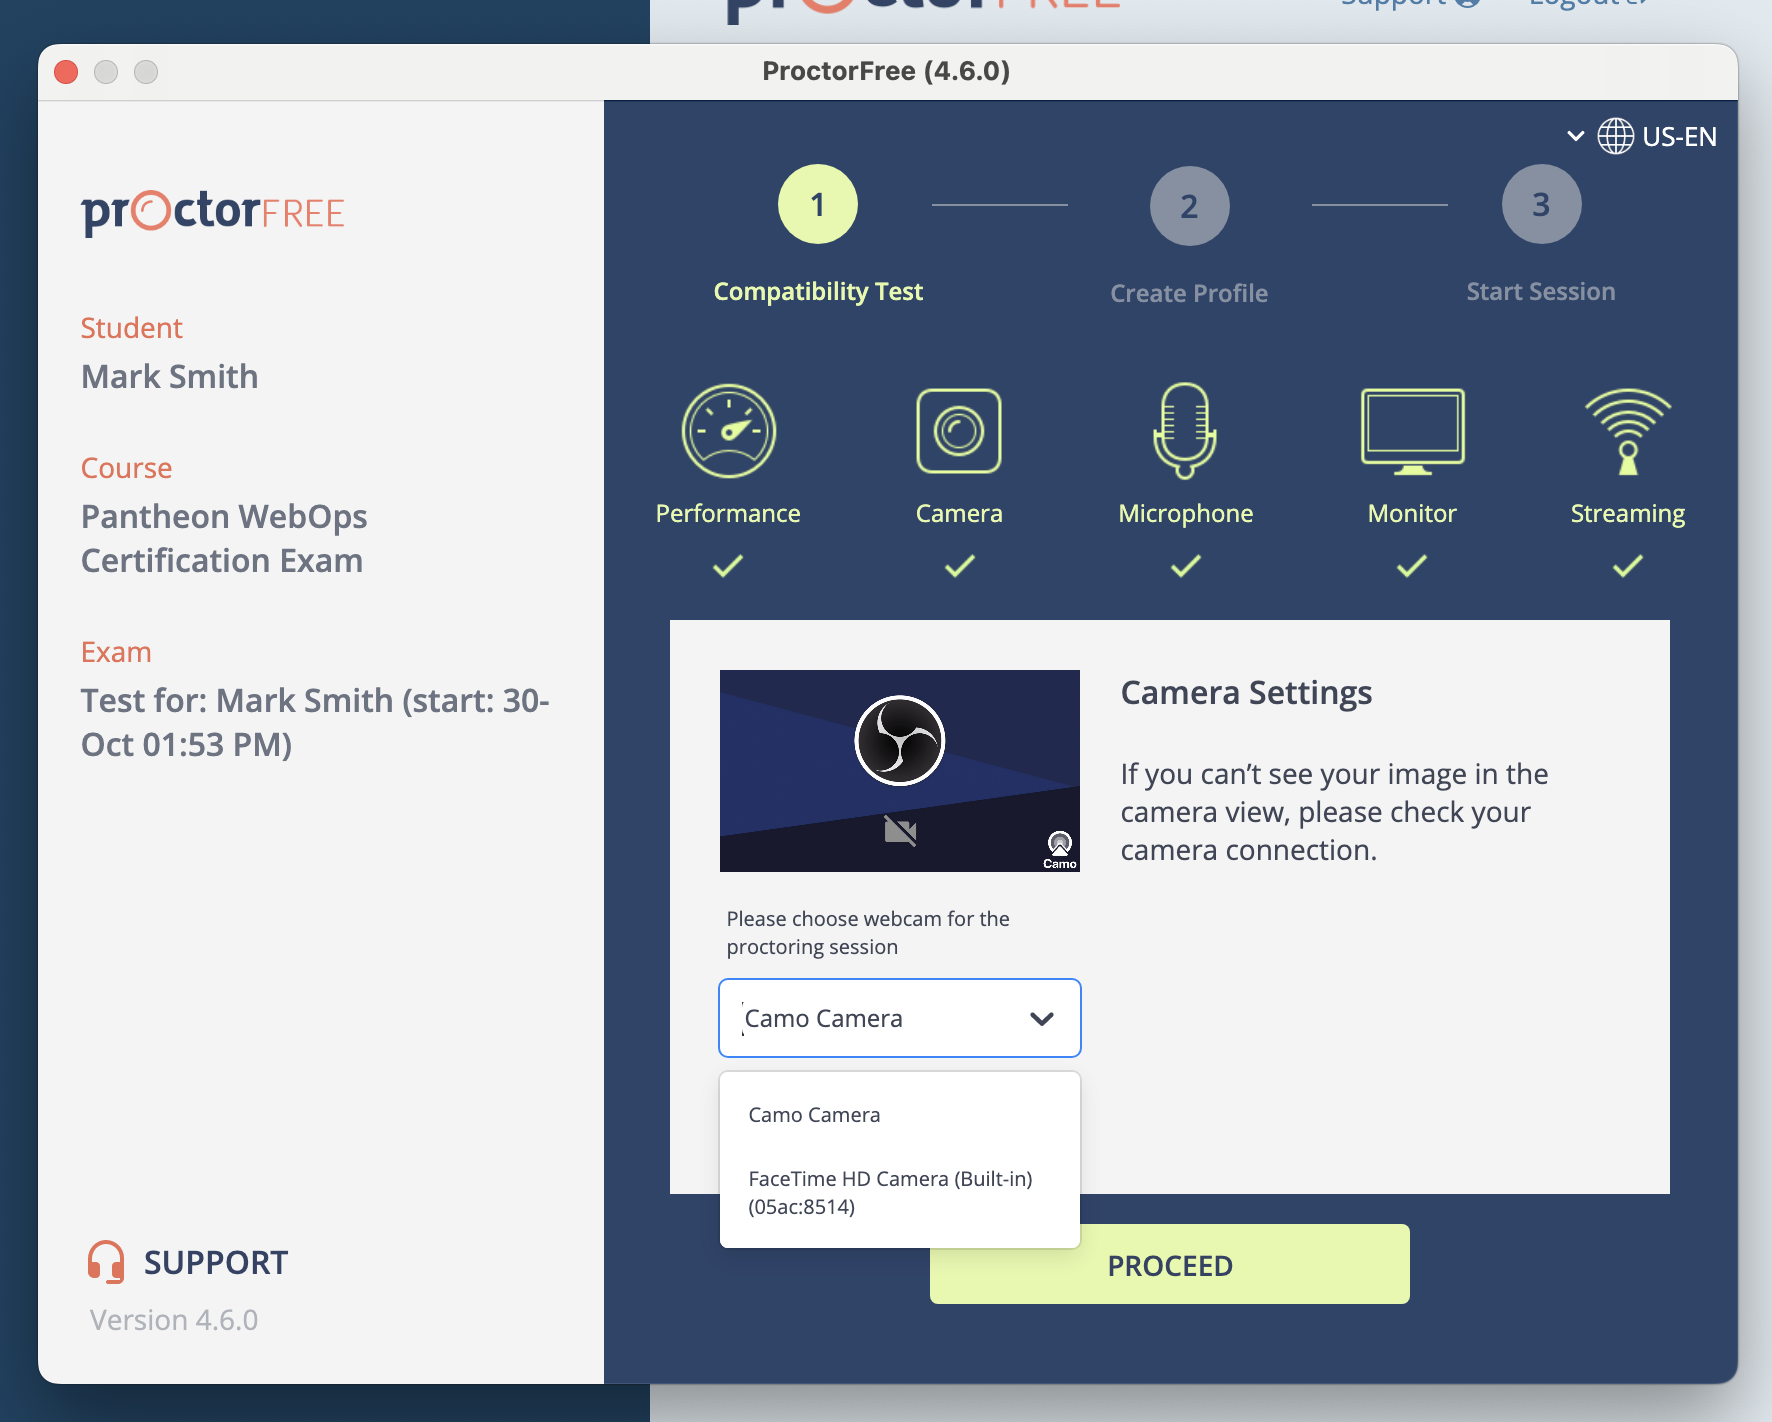 proctorFREE
Support
Logout
ProctorFree (4.6.0)
US-EN
proctorFREE
Student
Mark Smith
Course
Pantheon WebOps
Certification Exam
Exam
Test for: Mark Smith (start: 30-
Oct 01:53 PM)
SUPPORT
Version 4.6.0
1
2
3
Compatibility Test
Create Profile
Start Session
Performance
Camera
Microphone
Monitor
Streaming
Camo
Camera Settings
If you can’t see your image in the
camera view, please check your
camera connection.
Please choose webcam for the
proctoring session
Camo Camera
Camo Camera
FaceTime HD Camera (Built-in)
(05ac:8514)
PROCEED